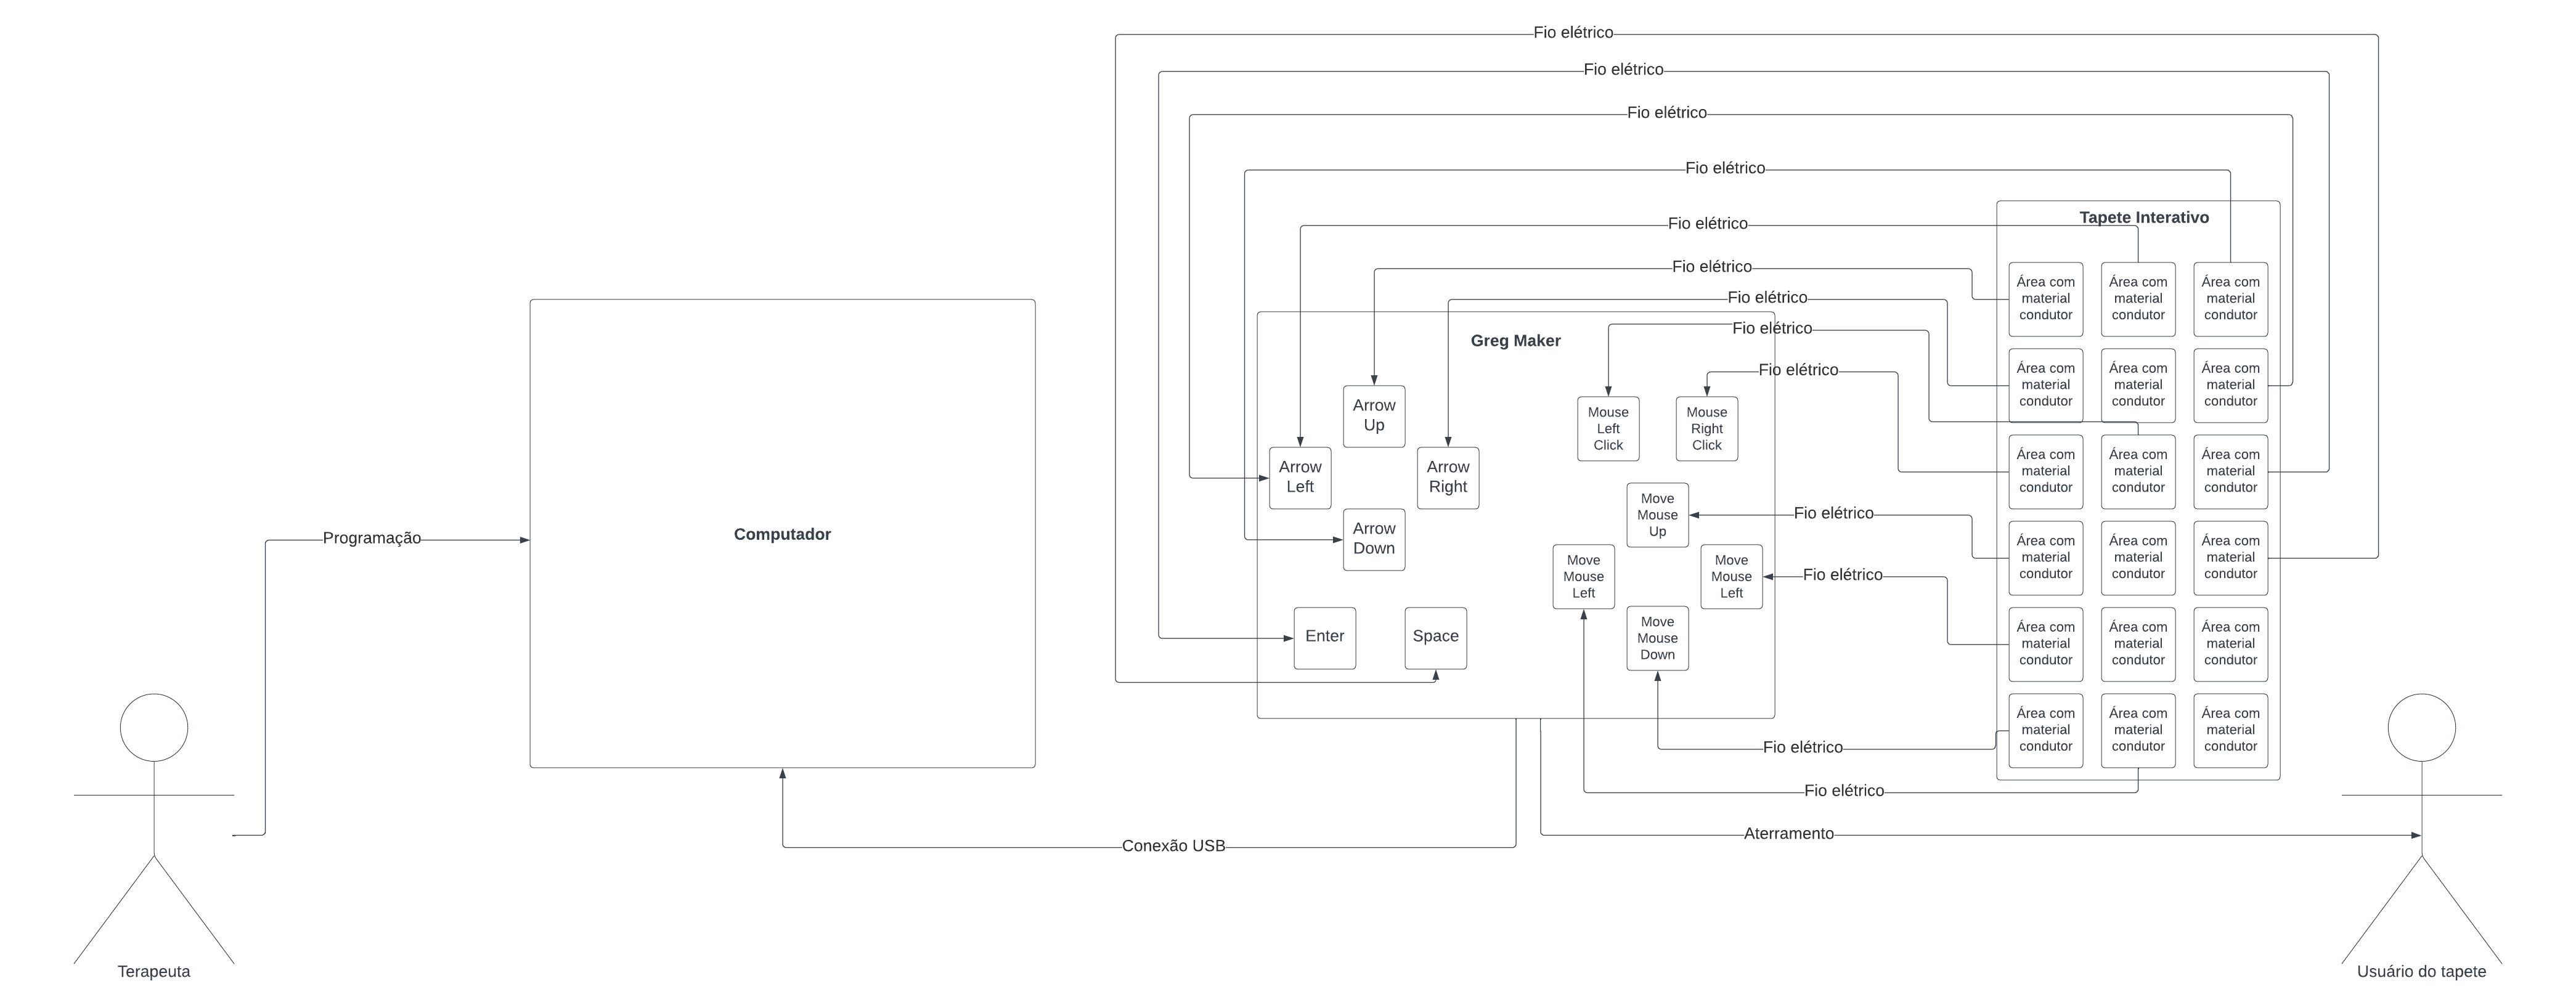 Fio elétrico
Fio elétrico
Fio elétrico
Fio elétrico
Fio elétrico
Fio elétrico
Fio elétrico
Fio elétrico
Fio elétrico
Fio elétrico
Fio elétrico
Fio elétrico
Fio elétrico
Tapete Interativo
Área com
material
condutor
Área com
material
condutor
Área com
material
condutor
Área com
material
condutor
Área com
material
condutor
Área com
material
condutor
Área com
material
condutor
Área com
material
condutor
Área com
material
condutor
Área com
material
condutor
Área com
material
condutor
Área com
material
condutor
Área com
material
condutor
Área com
material
condutor
Área com
material
condutor
Área com
material
condutor
Área com
material
condutor
Área com
material
condutor
Greg Maker
Arrow
Up
Arrow
Left
Arrow
Right
Arrow
Down
Enter
Space
Mouse
Left
Click
Mouse
Right
Click
Move
Mouse
Up
Move
Mouse
Left
Move
Mouse
Left
Move
Mouse
Down
Computador
Programação
Conexão USB
Aterramento
Terapeuta
Usuário do tapete